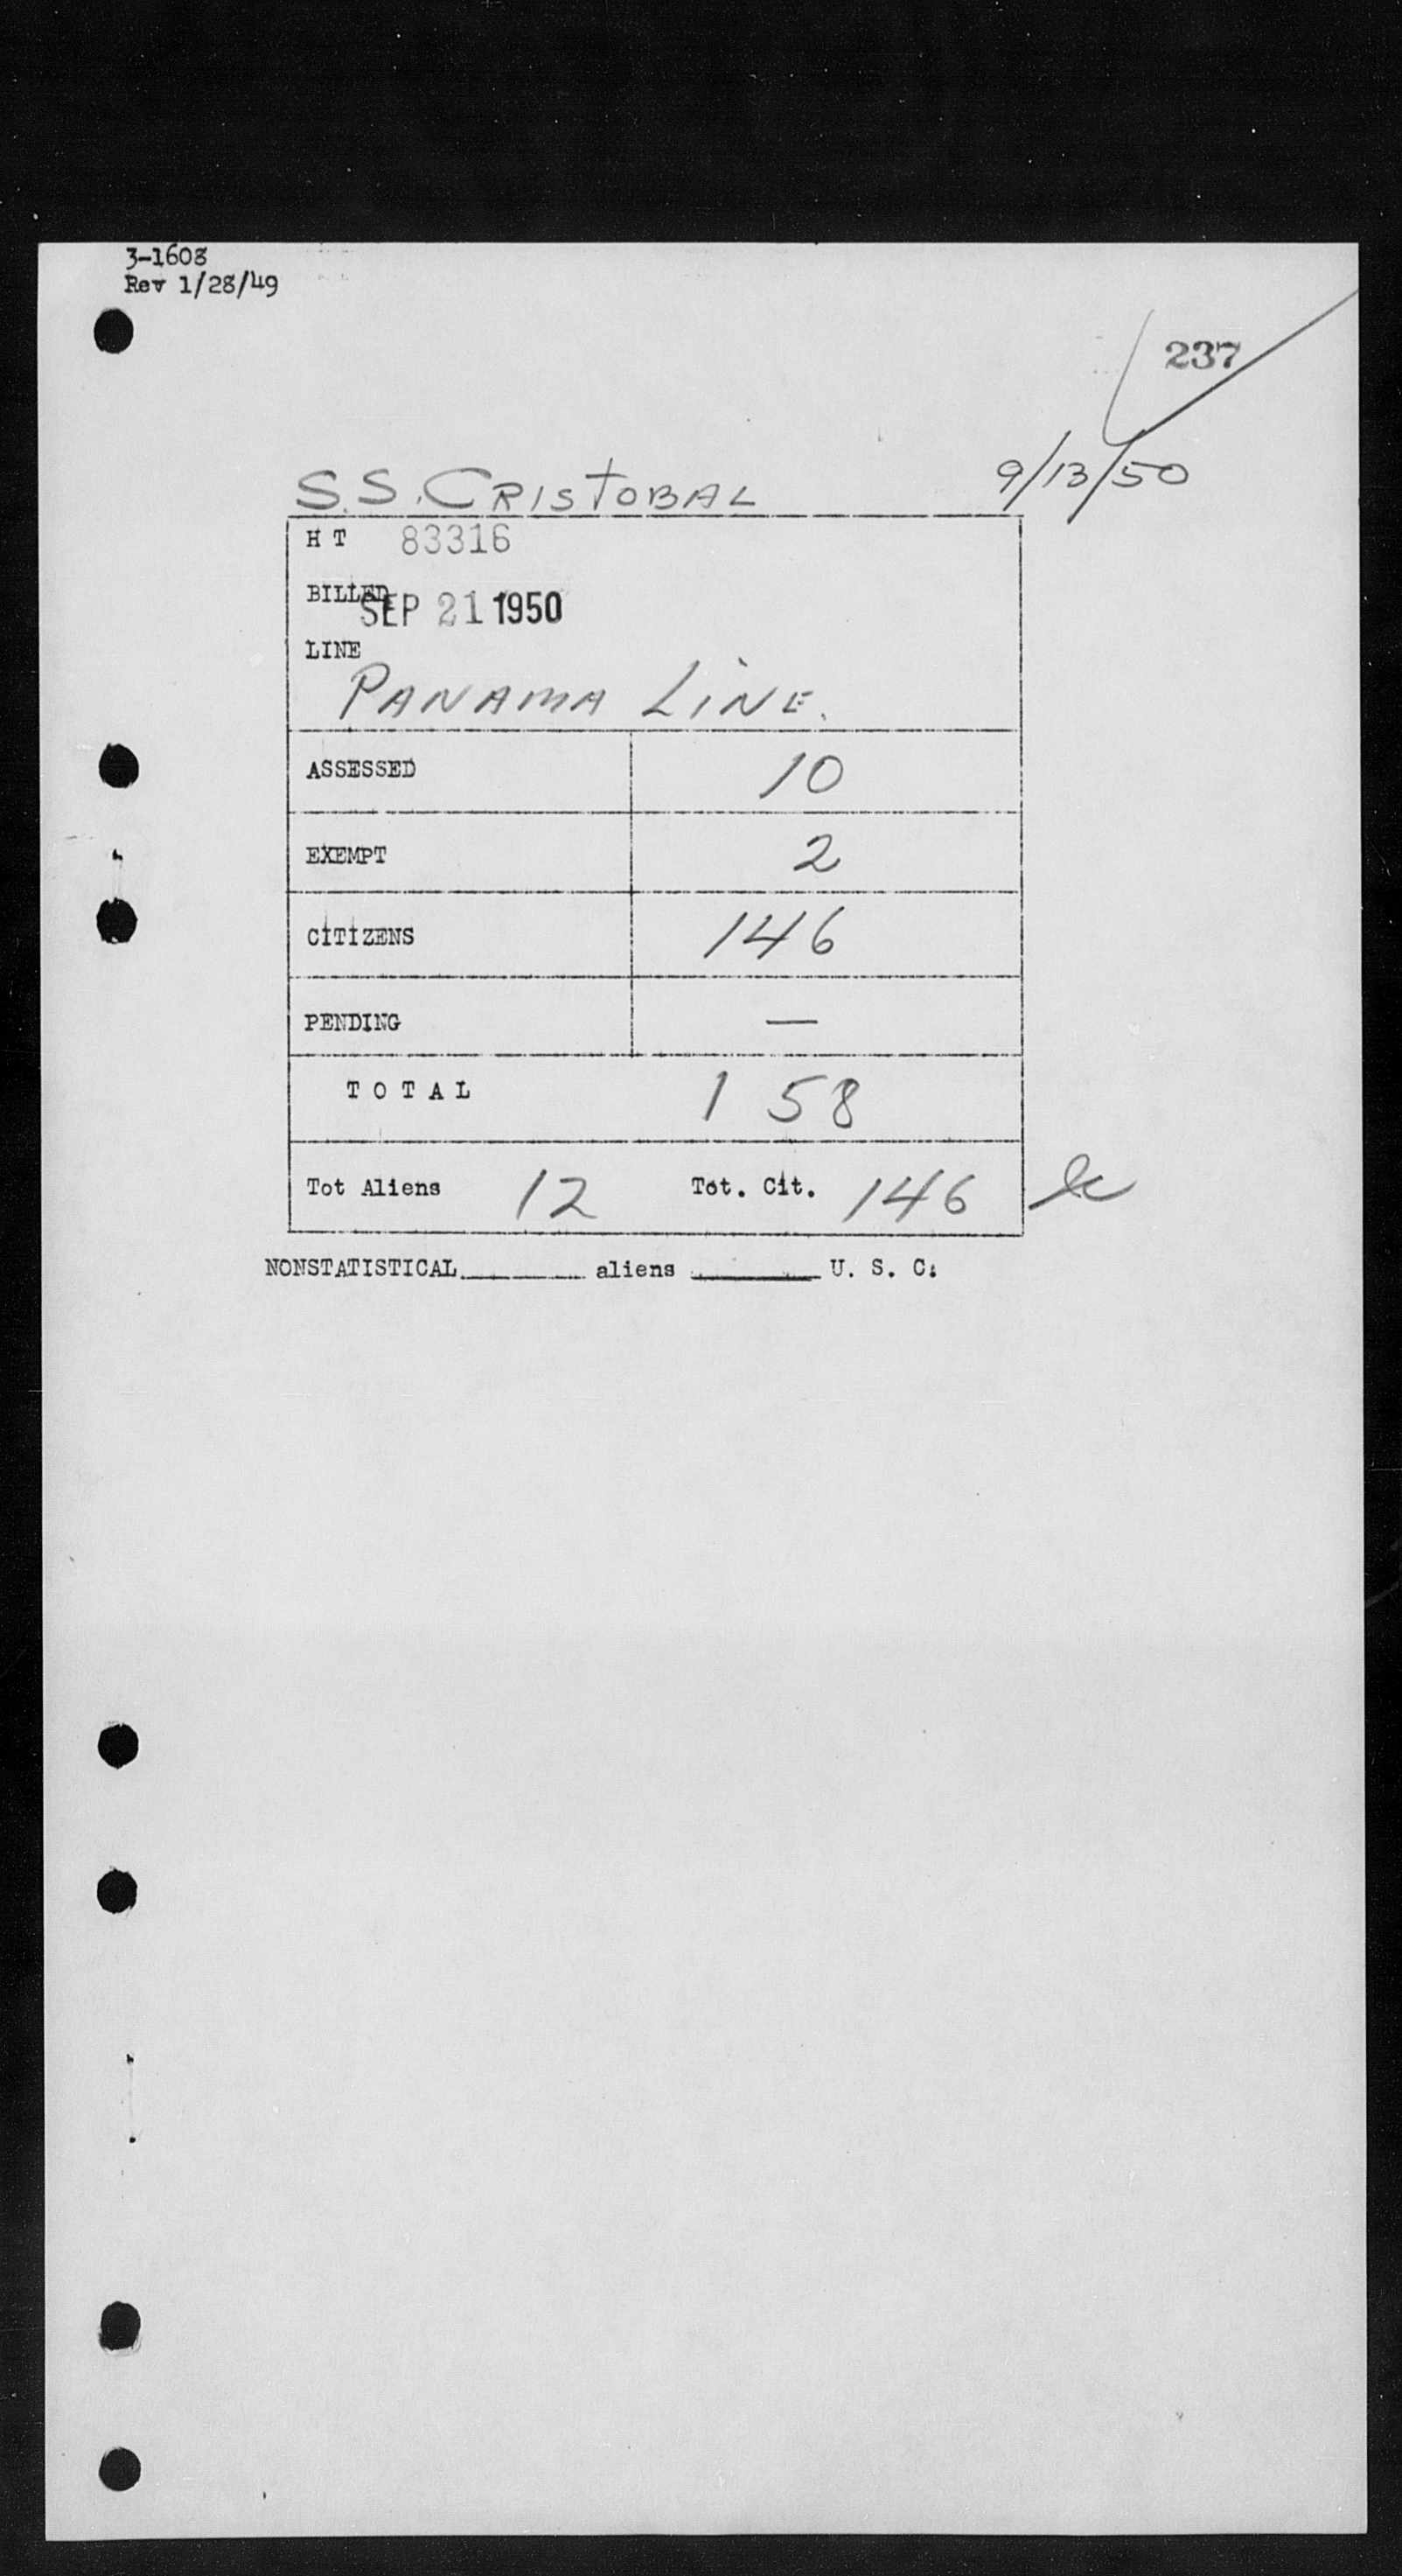 3-1608
Rev 1/28/49
237
S.S. CRISTOBAL 9/13/50
H T 83316
BILLED SEP 21 1950
LINE
PANAMA LINE.
ASSESSED 10
EXEMPT 2
CITIZENS 146
PENDING —
T O T A L 158
Tot Aliens 12 Tot. Cit. 146
NONSTATISTICAL aliens U. S. C.